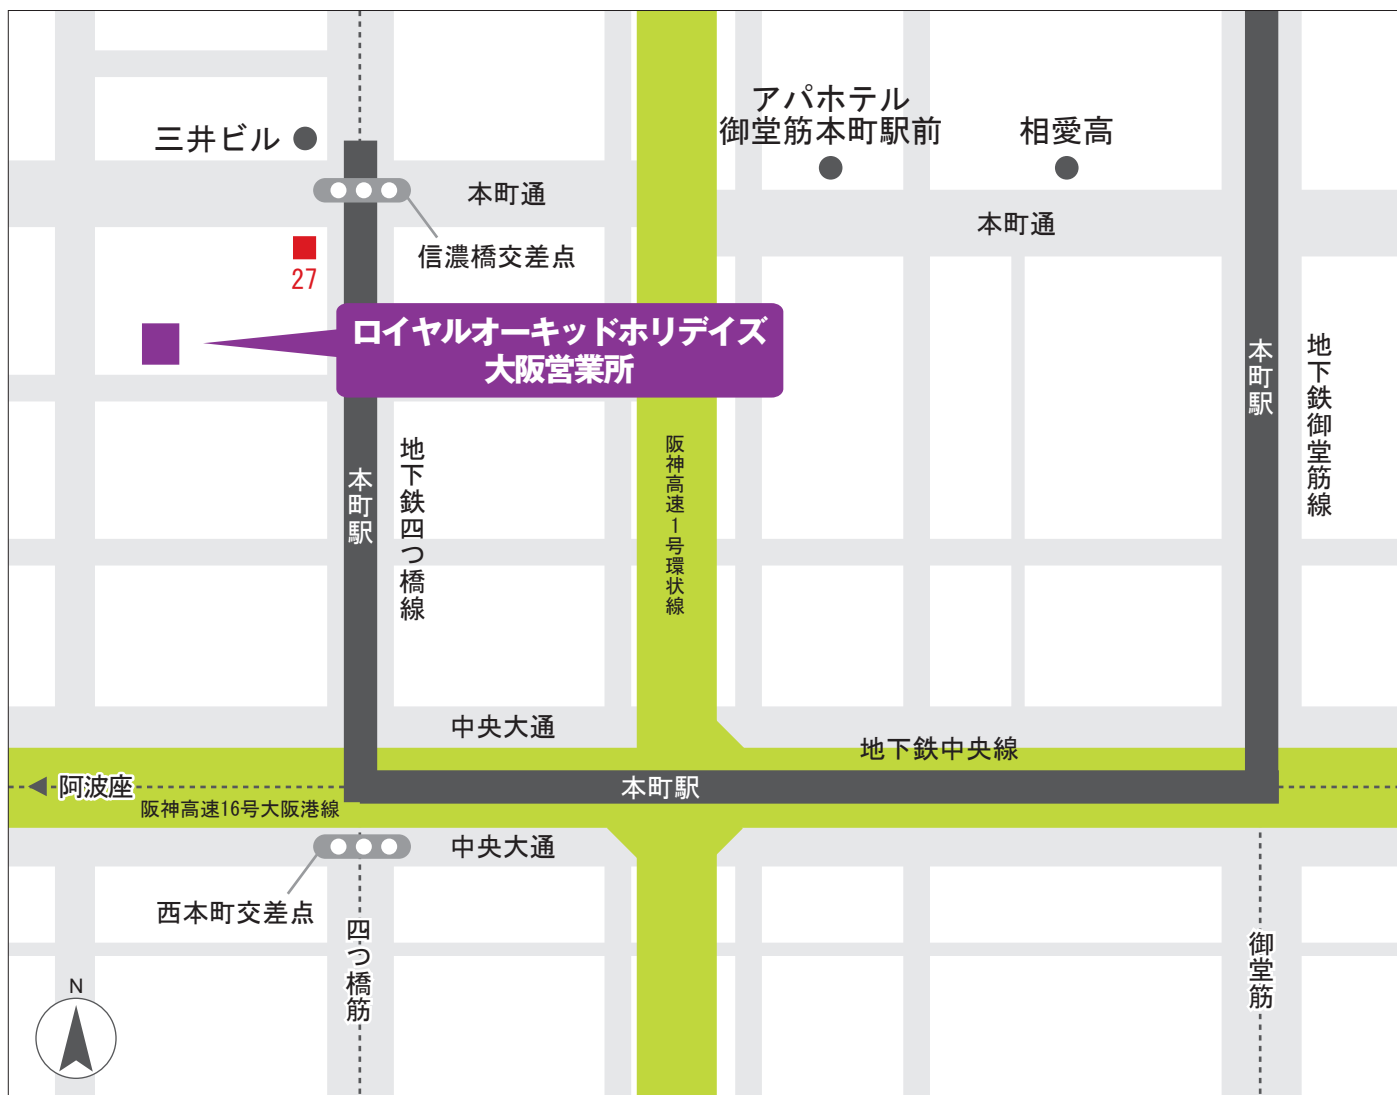 アパホテル
御堂筋本町駅前
相愛高
三井ビル
本町通
本町通
信濃橋交差点
27
ロイヤルオーキッドホリデイズ
大阪営業所
本町駅
地下鉄四つ橋線
阪神高速1号環状線
本町駅
地下鉄御堂筋線
中央大通
地下鉄中央線
阿波座
本町駅
阪神高速16号大阪港線
中央大通
西本町交差点
四つ橋筋
御堂筋
N